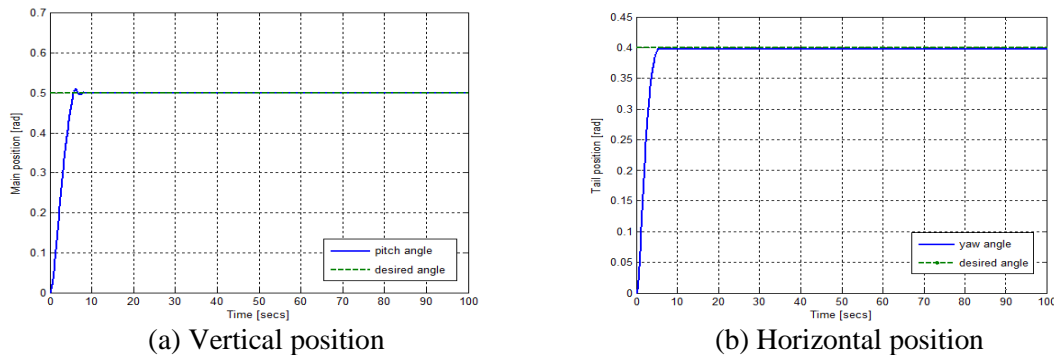 0.7
0.6
0.5
0.4
0.3
0.2
0.1
0
Main position [rad]
pitch angle
desired angle
0 10 20 30 40 50 60 70 80 90 100
Time [secs]
(a) Vertical position
0.45
0.4
0.35
0.3
0.25
0.2
0.15
0.1
0.05
0
Tail position [rad]
yaw angle
desired angle
0 10 20 30 40 50 60 70 80 90 100
Time [secs]
(b) Horizontal position